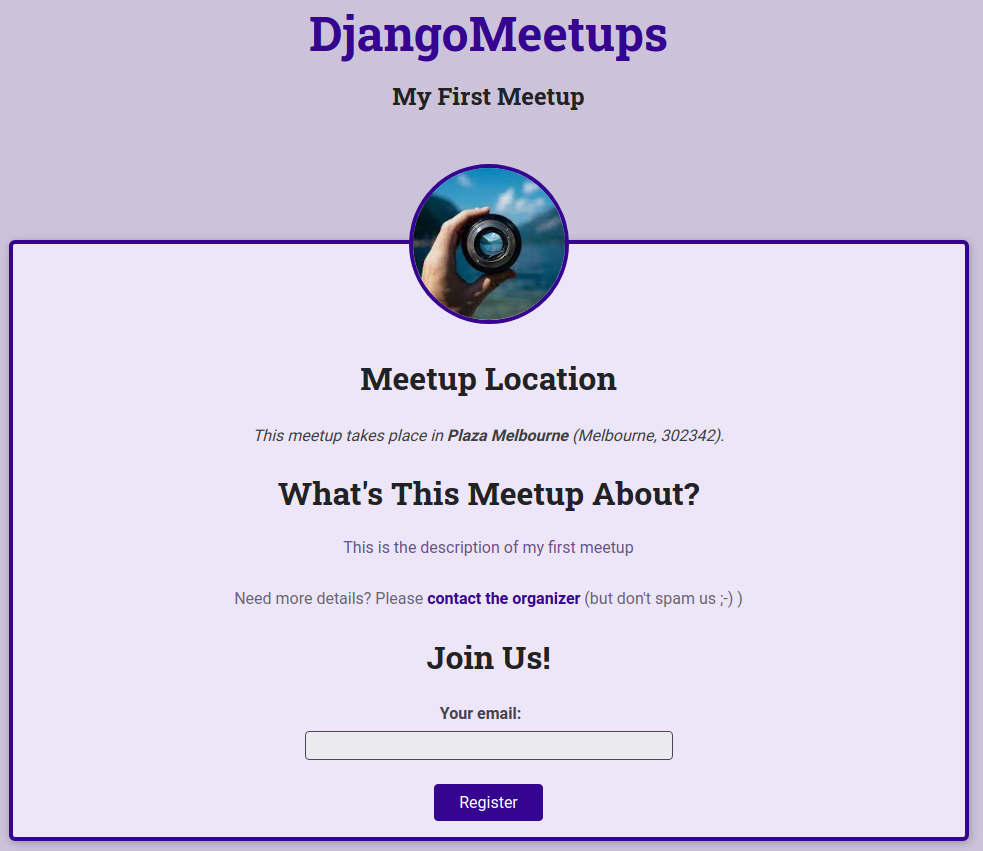 DjangoMeetups
My First Meetup
Meetup Location
This meetup takes place in Plaza Melbourne (Melbourne, 302342).
What's This Meetup About?
This is the description of my first meetup
Need more details? Please contact the organizer (but don't spam us ;-) )
Join Us!
Your email:
Register